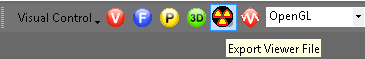 Visual Control V F P 3D OpenGL
Export Viewer File